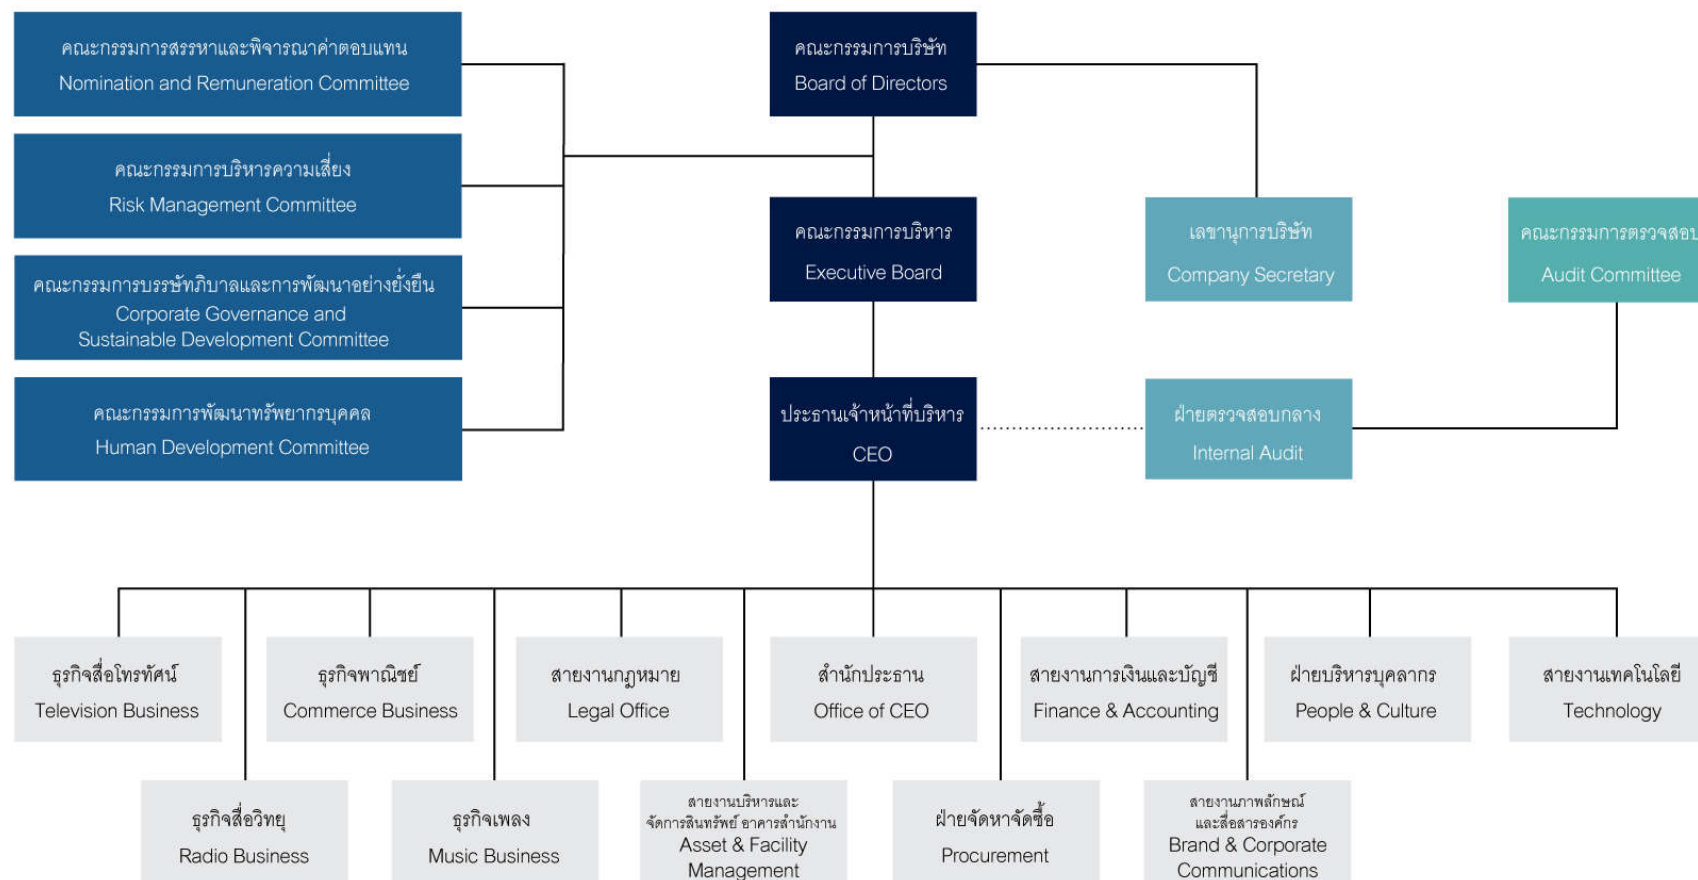 คณะกรรมการสรรหาและพิจารณาค่าตอบแทน
Nomination and Remuneration Committee
คณะกรรมการบริษัท
Board of Directors
คณะกรรมการบริหารความเสี่ยง
Risk Management Committee
คณะกรรมการบริหาร
Executive Board
เลขานุการบริษัท
Company Secretary
คณะกรรมการตรวจสอบ
Audit Committee
คณะกรรมการบรรษัทภิบาลและการพัฒนาอย่างยั่งยืน
Corporate Governance and
Sustainable Development Committee
คณะกรรมการพัฒนาทรัพยากรบุคคล
Human Development Committee
ประธานเจ้าหน้าที่บริหาร
CEO
ฝ่ายตรวจสอบกลาง
Internal Audit
ธุรกิจสื่อโทรทัศน์
Television Business
ธุรกิจพาณิชย์
Commerce Business
สายงานกฎหมาย
Legal Office
สำนักประธาน
Office of CEO
สายงานการเงินและบัญชี
Finance & Accounting
ฝ่ายบริหารบุคลากร
People & Culture
สายงานเทคโนโลยี
Technology
ธุรกิจสื่อวิทยุ
Radio Business
ธุรกิจเพลง
Music Business
สายงานบริหารและ
จัดการสินทรัพย์ อาคารสำนักงาน
Asset & Facility
Management
ฝ่ายจัดหาจัดซื้อ
Procurement
สายงานภาพลักษณ์
และสื่อสารองค์กร
Brand & Corporate
Communications